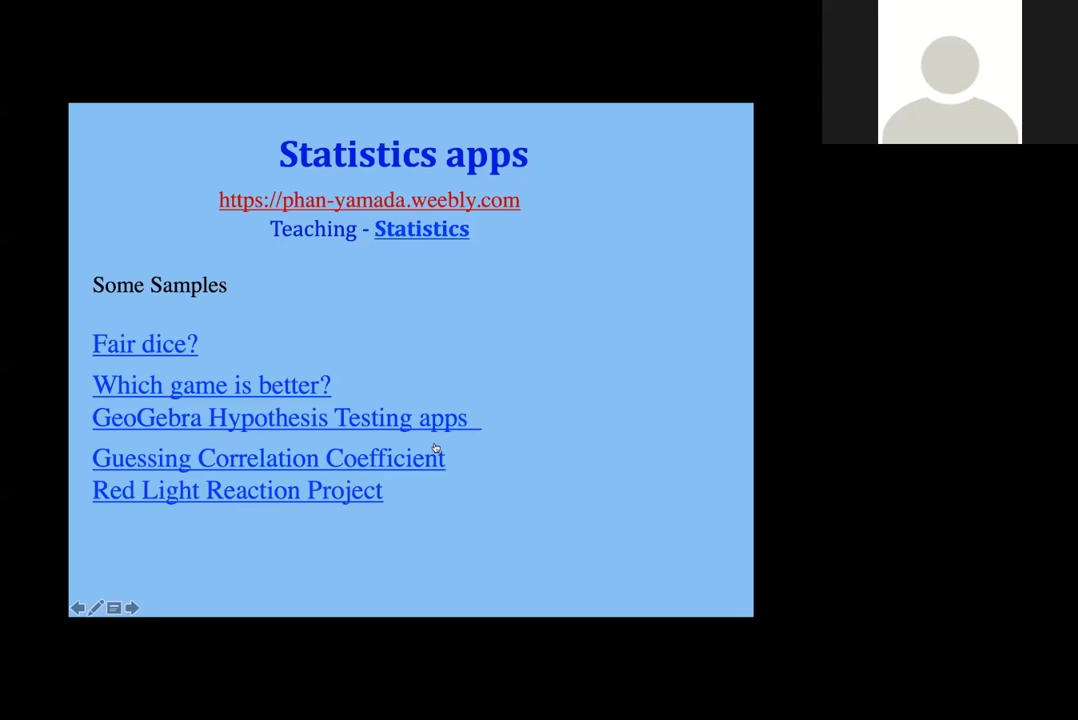 Statistics apps
https://phan-yamada.weebly.com
Teaching - Statistics
Some Samples
Fair dice?
Which game is better?
GeoGebra Hypothesis Testing apps
Guessing Correlation Coefficient
Red Light Reaction Project